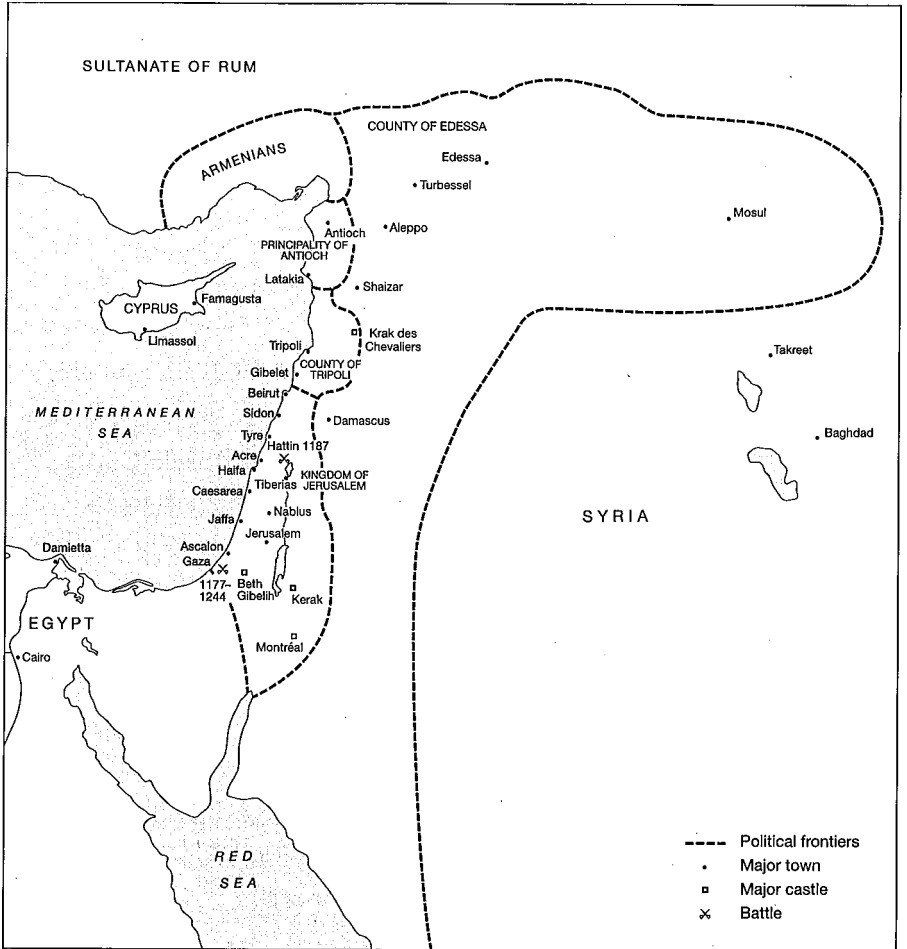 SULTANATE OF RUM
COUNTY OF EDESSA
ARMENIANS
Edessa
Turbessel
Mosul
Antioch
Aleppo
PRINCIPALITY OF
ANTIOCH
Latakia
Shaizar
CYPRUS
Famagusta
Limassol
Krak des
Chevaliers
Tripoli
COUNTY OF
TRIPOLI
Gibelet
Takreet
Beirut
MEDITERRANEAN
SEA
Sidon
Damascus
Baghdad
Tyre
Hattin 1187
Acre
Haifa
Tiberias
KINGDOM OF
JERUSALEM
Caesarea
Nablus
Jaffa
SYRIA
Jerusalem
Damietta
Ascalon
Gaza
1177–
1244
Beth
Gibelih
Kerak
EGYPT
Montréal
Cairo
RED
SEA
Political frontiers
Major town
Major castle
Battle